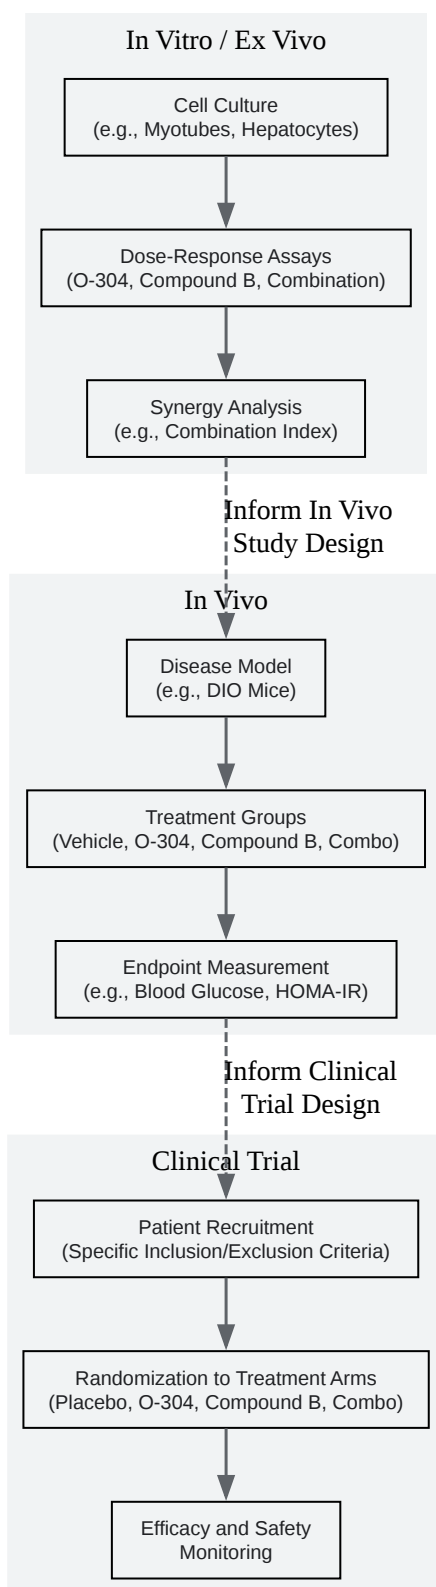 In Vitro / Ex Vivo
Cell Culture
(e.g., Myotubes, Hepatocytes)
Dose-Response Assays
(O-304, Compound B, Combination)
Synergy Analysis
(e.g., Combination Index)
Inform In Vivo
Study Design
In Vivo
Disease Model
(e.g., DIO Mice)
Treatment Groups
(Vehicle, O-304, Compound B, Combo)
Endpoint Measurement
(e.g., Blood Glucose, HOMA-IR)
Inform Clinical
Trial Design
Clinical Trial
Patient Recruitment
(Specific Inclusion/Exclusion Criteria)
Randomization to Treatment Arms
(Placebo, O-304, Compound B, Combo)
Efficacy and Safety
Monitoring